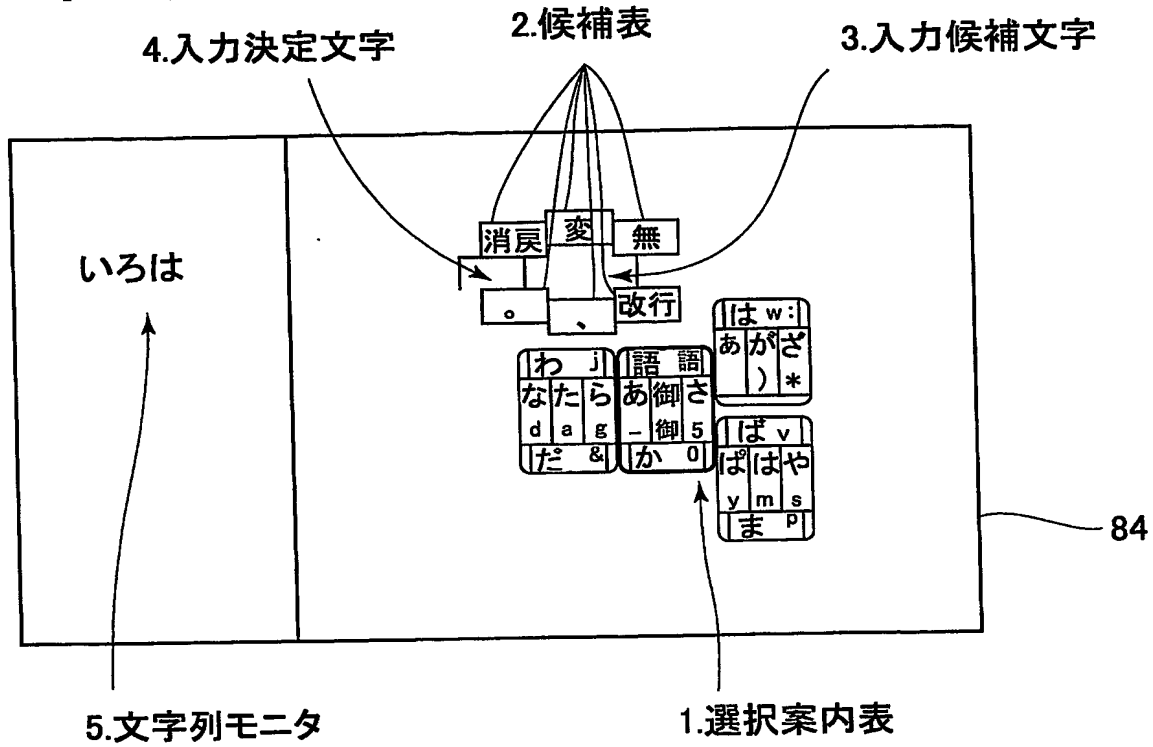 2.候補表
4.入力決定文字
3.入力候補文字
消戻 変 無
いろは
。 、 改行
は w:
あ が ざ
) *
わ j
な た ら
d a g
だ &
語 語
あ 御 さ
_ 御 5
か 0
ば v
ぱ は や
y m s
ま p
84
5.文字列モニタ
1.選択案内表